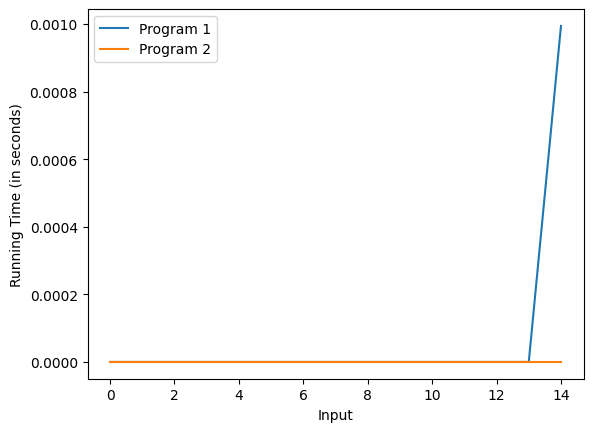 Program 1
Program 2
0.0010
0.0008
0.0006
0.0004
0.0002
0.0000
Running Time (in seconds)
0 2 4 6 8 10 12 14
Input